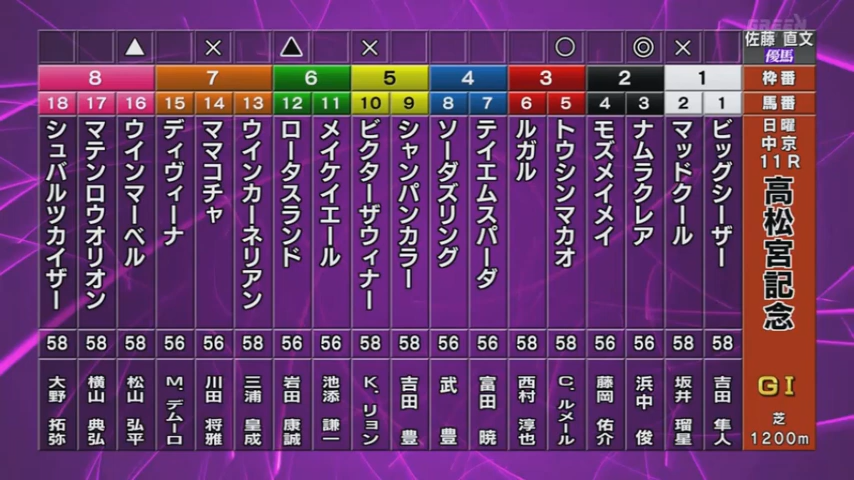 GREEN
佐藤 直文
優馬
枠番
馬番
日曜
中京
11R
高松宮記念
GI
芝
1200m
1
× 2 マッドクール 58 坂井 瑠星
1 ビッグシーザー 58 吉田 隼人
2
◎ 3 ナムラクレア 56 浜中 俊
4 モズメイメイ 56 藤岡 佑介
3
○ 5 トウシンマカオ 58 C.ルメール
6 ルガル 58 西村 淳也
4
7 テイエムスパーダ 56 富田 暁
8 ソーダズリング 56 武 豊
5
9 シャンパンカラー 58 吉田 豊
× 10 ビクターザウィナー 58 K.リョン
6
11 メイケイエール 56 池添 謙一
▲ 12 ロータスランド 56 岩田 康誠
7
13 ウインカーネリアン 58 三浦 皇成
× 14 ママコチャ 56 川田 将雅
15 ディヴィーナ 56 M.デムーロ
8
▲ 16 ウインマーベル 58 松山 弘平
17 マテンロウオリオン 58 横山 典弘
18 シュバルツカイザー 58 大野 拓弥